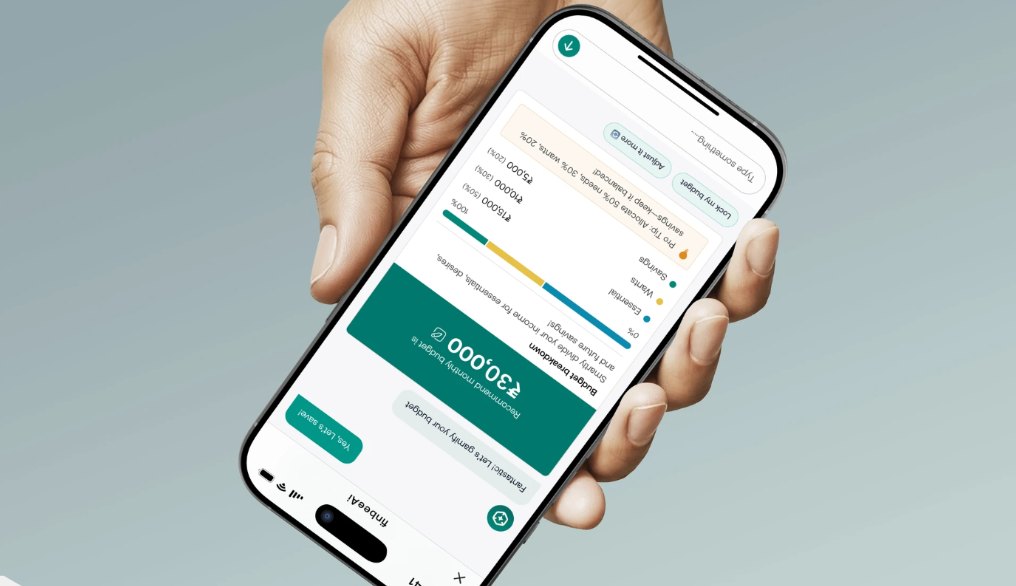 41
finbeeAi
Yes, Let's save!
Fantastic! Let's gamify your budget
Recommend monthly budget is
₹30,000
Budget breakdown
Smartly divide your income for essentials, desires,
and future savings!
0%
100%
Essential
₹15,000 (50%)
Wants
₹10,000 (30%)
Savings
₹5,000 (20%)
Pro Tip: Allocate 50% needs, 30% wants, 20%
savings—keep it balanced!
Lock my budget
Adjust it more
Type something...